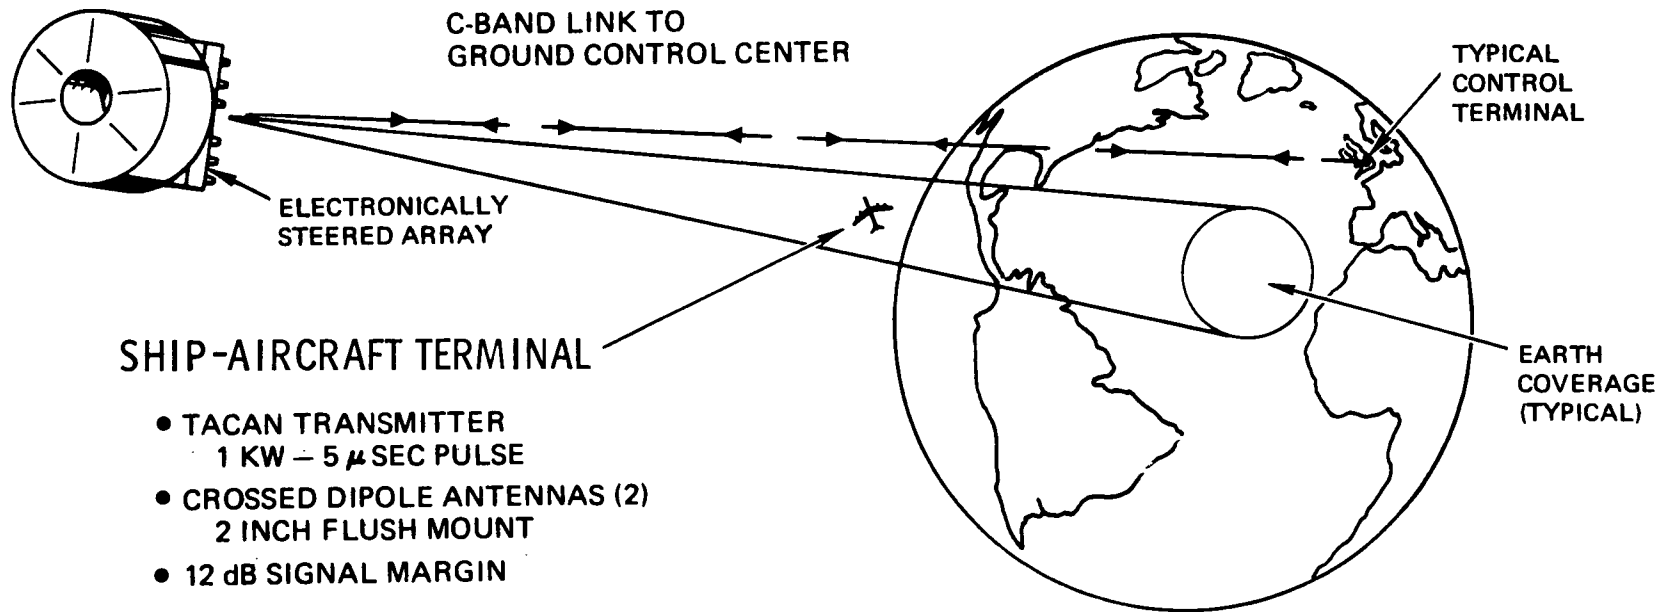 C-BAND LINK TO
GROUND CONTROL CENTER
TYPICAL
CONTROL
TERMINAL
ELECTRONICALLY
STEERED ARRAY
SHIP-AIRCRAFT TERMINAL
• TACAN TRANSMITTER
1 KW – 5 μ SEC PULSE
• CROSSED DIPOLE ANTENNAS (2)
2 INCH FLUSH MOUNT
• 12 dB SIGNAL MARGIN
EARTH
COVERAGE
(TYPICAL)